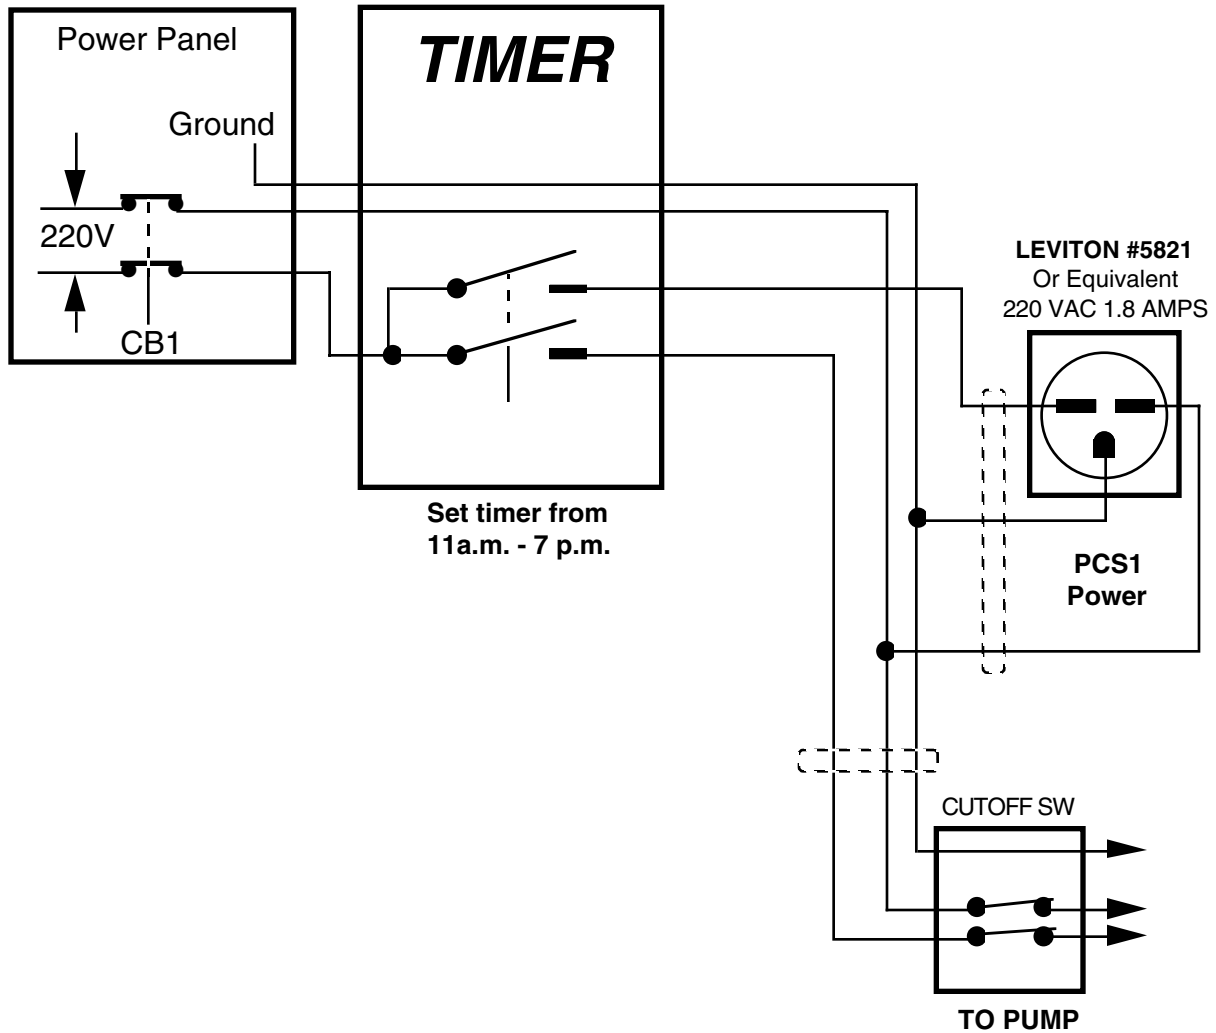 Power Panel
TIMER
Ground
220V
CB1
LEVITON #5821
Or Equivalent
220 VAC 1.8 AMPS
Set timer from
11a.m. - 7 p.m.
PCS1
Power
CUTOFF SW
TO PUMP